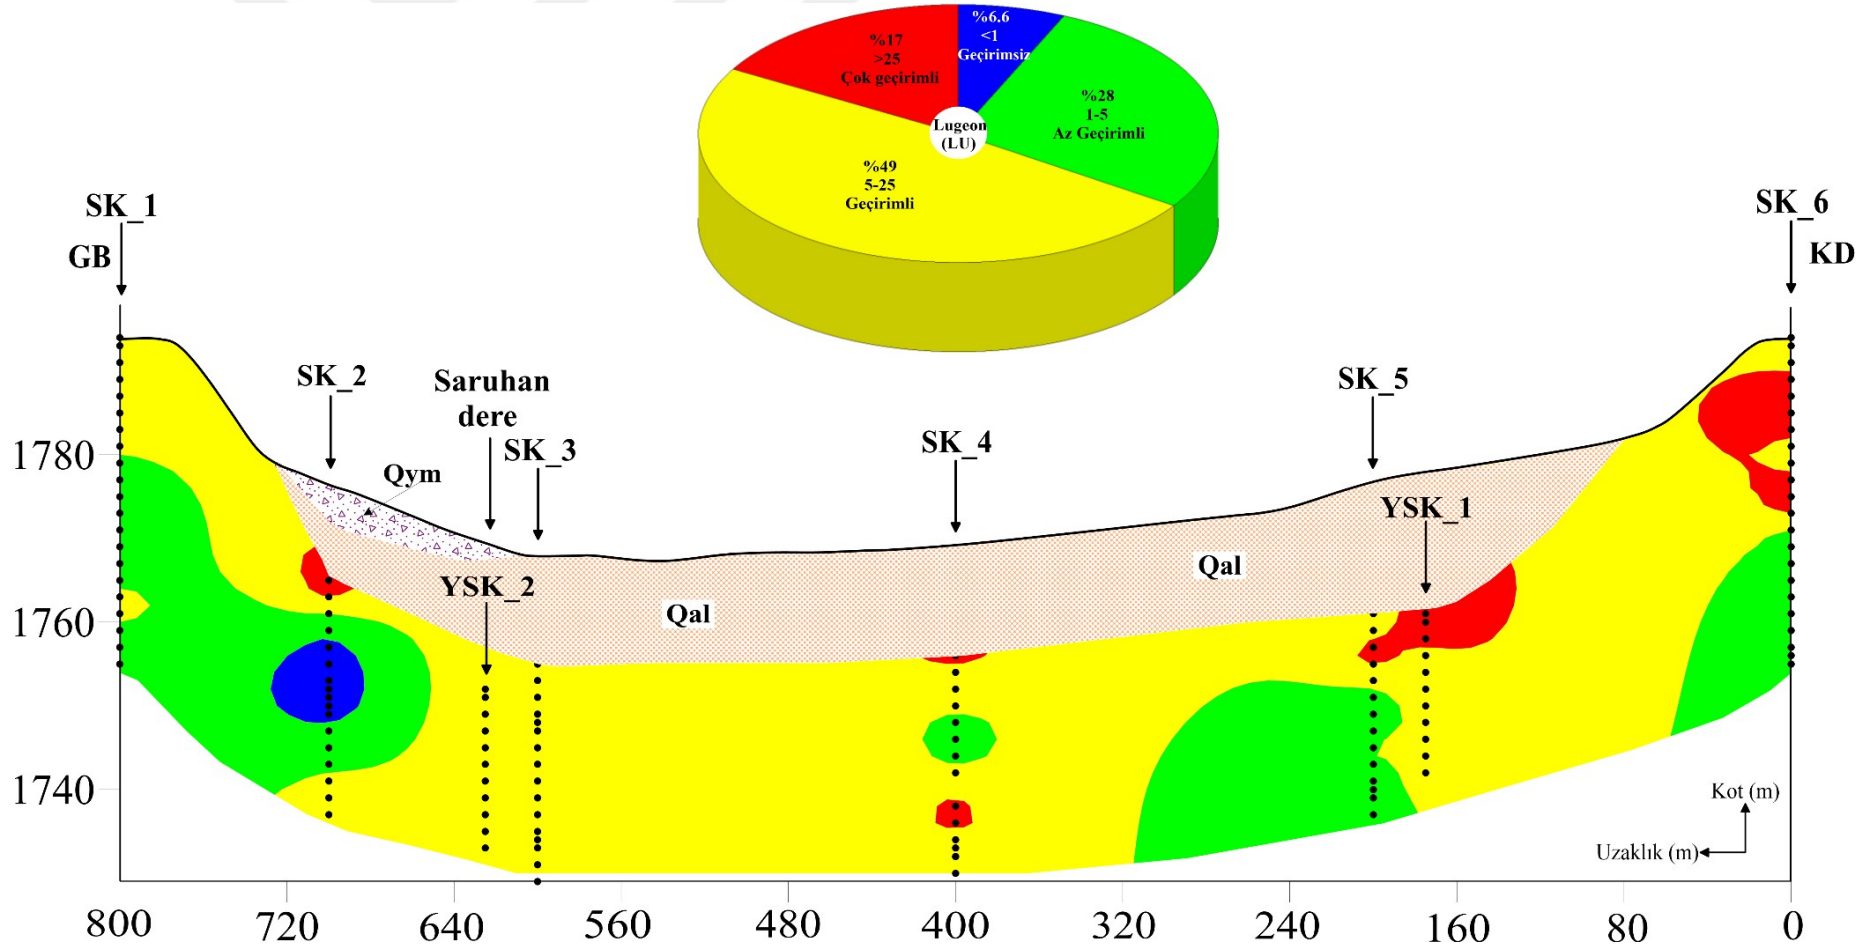 %6.6
<1
Geçirimsiz
%17
>25
Çok geçirimli
%28
1-5
Az Geçirimli
Lugeon
(LU)
%49
5-25
Geçirimli
SK_1
GB
SK_6
KD
SK_2
Saruhan
dere
SK_3
SK_4
SK_5
Qym
YSK_1
YSK_2
Qal
Qal
1780
1760
1740
Kot (m)
Uzaklık (m)
800
720
640
560
480
400
320
240
160
80
0